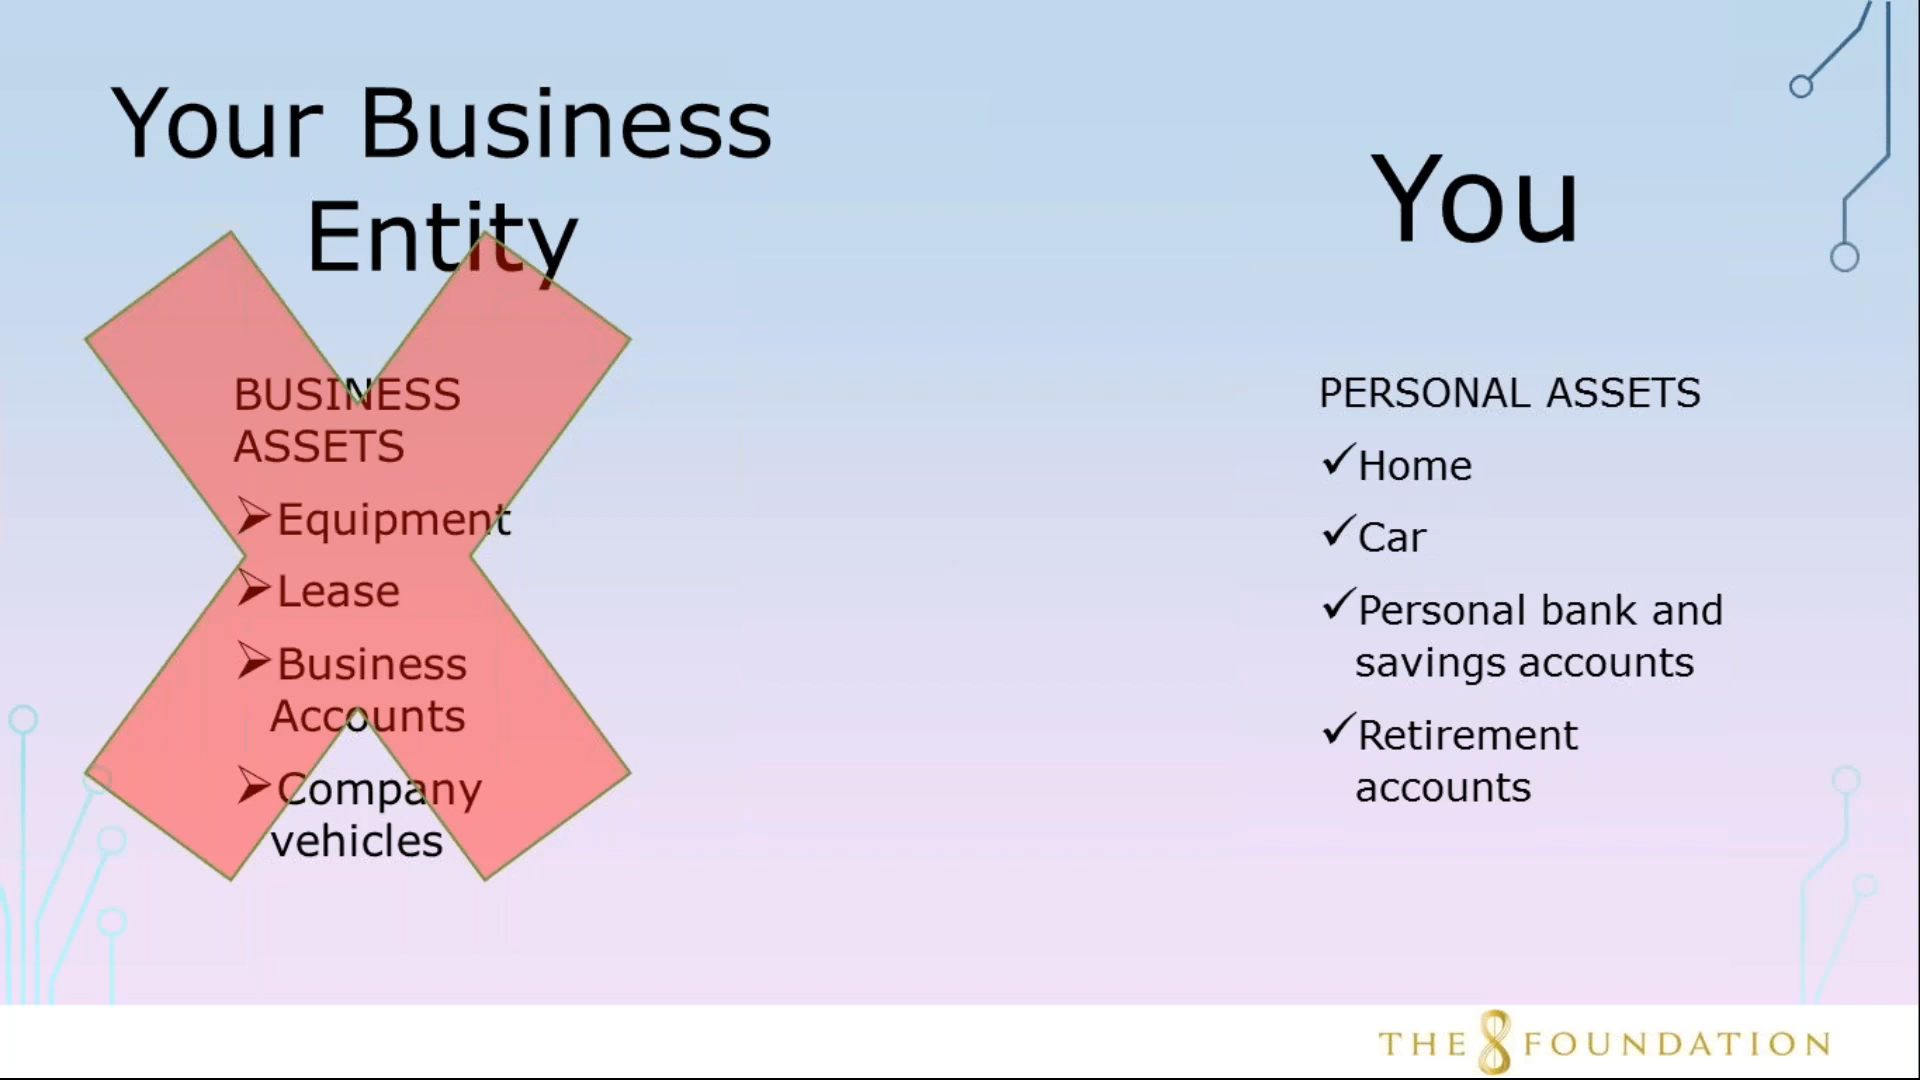 Your Business
Entity
BUSINESS
ASSETS
➢Equipment
➢Lease
➢Business
Accounts
➢Company
vehicles
You
PERSONAL ASSETS
✓Home
✓Car
✓Personal bank and
savings accounts
✓Retirement
accounts
THE 8 FOUNDATION